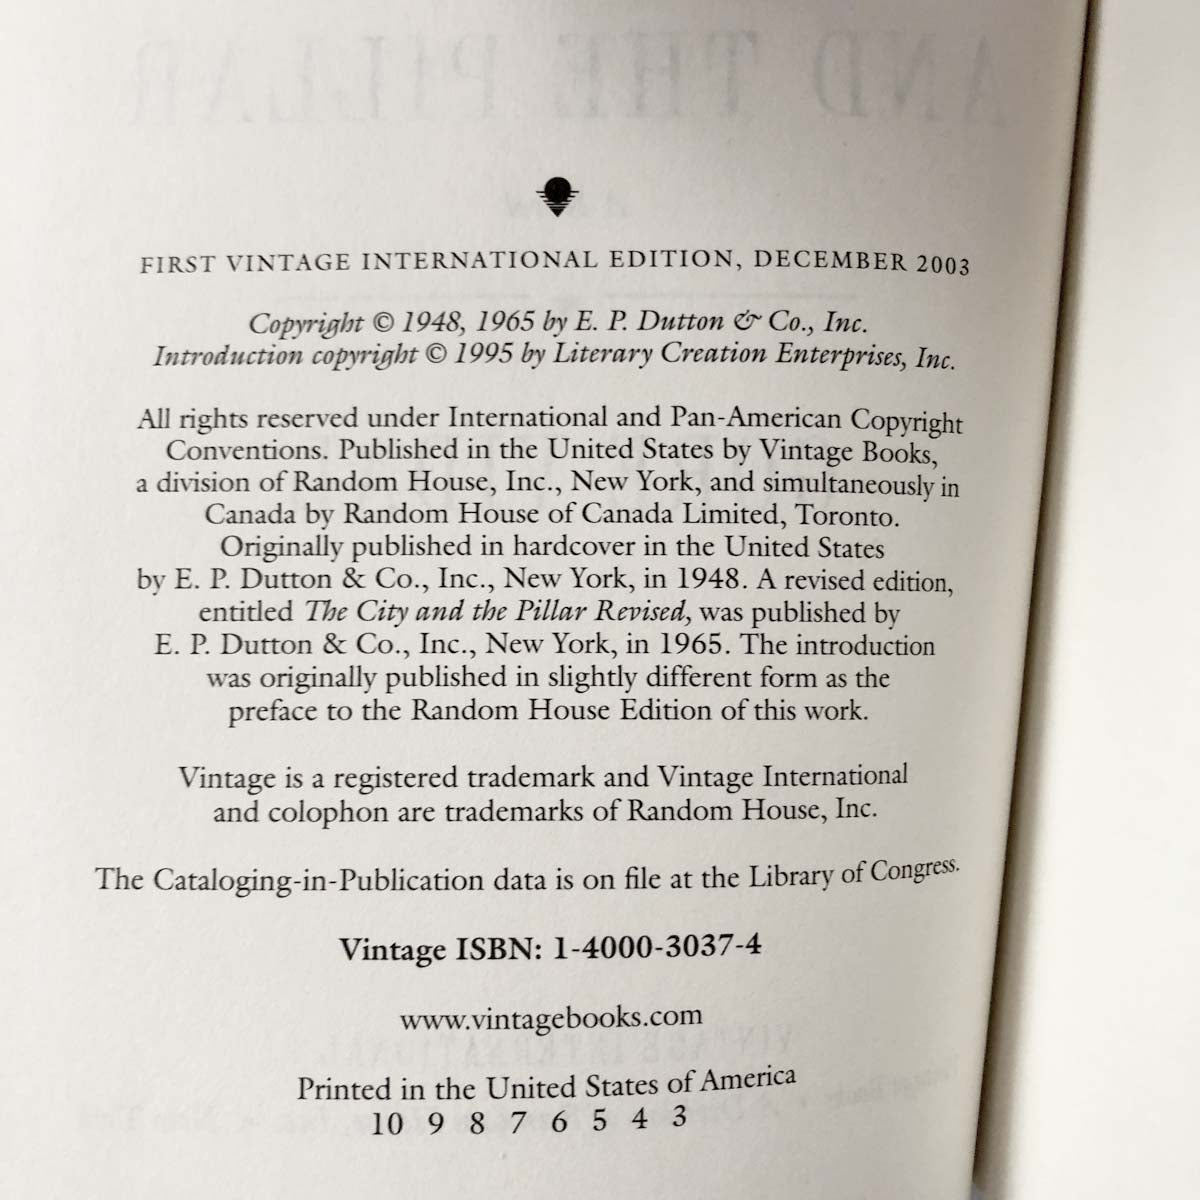 FIRST VINTAGE INTERNATIONAL EDITION, DECEMBER 2003
Copyright © 1948, 1965 by E. P. Dutton & Co., Inc.
Introduction copyright © 1995 by Literary Creation Enterprises, Inc.
All rights reserved under International and Pan-American Copyright
Conventions. Published in the United States by Vintage Books,
a division of Random House, Inc., New York, and simultaneously in
Canada by Random House of Canada Limited, Toronto.
Originally published in hardcover in the United States
by E. P. Dutton & Co., Inc., New York, in 1948. A revised edition,
entitled The City and the Pillar Revised, was published by
E. P. Dutton & Co., Inc., New York, in 1965. The introduction
was originally published in slightly different form as the
preface to the Random House Edition of this work.
Vintage is a registered trademark and Vintage International
and colophon are trademarks of Random House, Inc.
The Cataloging-in-Publication data is on file at the Library of Congress.
Vintage ISBN: 1-4000-3037-4
www.vintagebooks.com
Printed in the United States of America
10 9 8 7 6 5 4 3